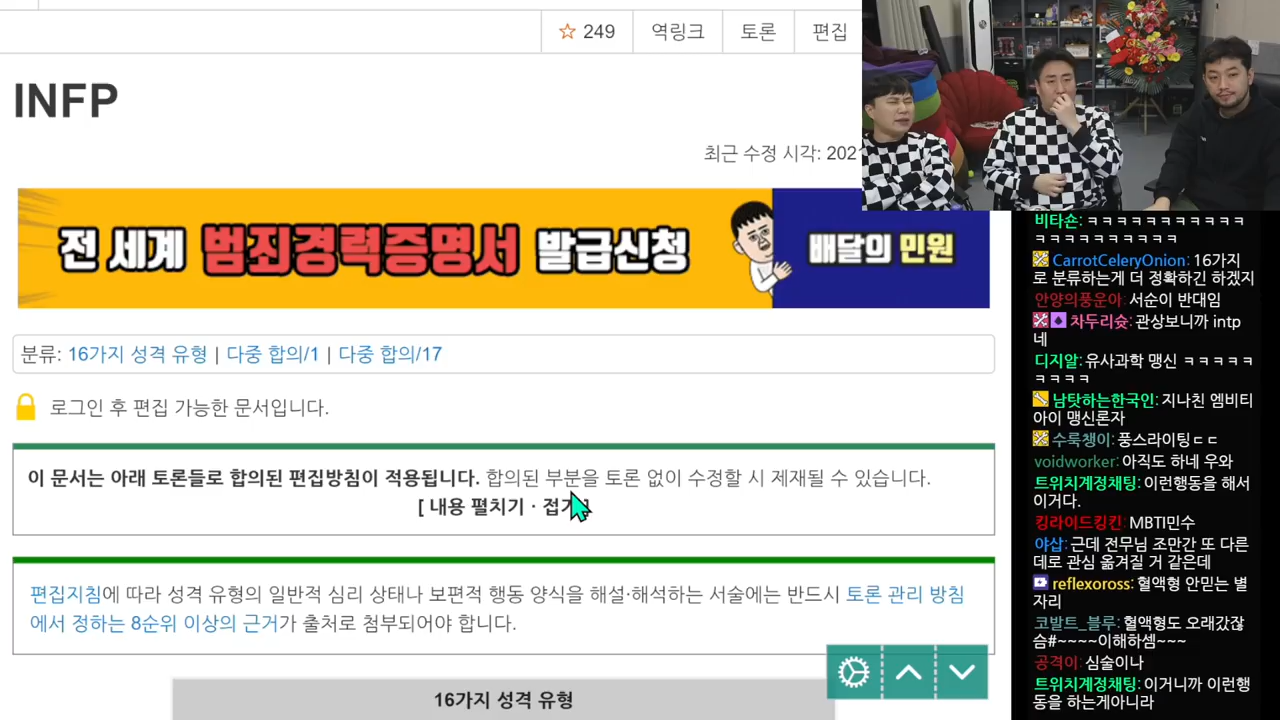 249 역링크 토론 편집
INFP
최근 수정 시각: 2021
전 세계 범죄경력증명서 발급신청
배달의 민원
분류: 16가지 성격 유형 | 다중 합의/1 | 다중 합의/17
로그인 후 편집 가능한 문서입니다.
이 문서는 아래 토론들로 합의된 편집방침이 적용됩니다. 합의된 부분을 토론 없이 수정할 시 제재될 수 있습니다.
[ 내용 펼치기 · 접기 ]
편집지침에 따라 성격 유형의 일반적 심리 상태나 보편적 행동 양식을 해설·해석하는 서술에는 반드시 토론 관리 방침
에서 정하는 8순위 이상의 근거가 출처로 첨부되어야 합니다.
16가지 성격 유형
비타숀: ㅋㅋㅋㅋㅋㅋㅋㅋㅋㅋㅋ
ㅋㅋㅋㅋㅋㅋㅋㅋㅋㅋ
CarrotCeleryOnion: 16가지
로 분류하는게 더 정확하긴 하겠지
안양의풍운아: 서순이 반대임
차두리슛: 관상보니까 intp
네
디지알: 유사과학 맹신 ㅋㅋㅋㅋㅋ
ㅋㅋㅋㅋ
남탓하는한국인: 지나친 엠비티
아이 맹신론자
수룩챙이: 풍스라이팅ㄷㄷ
voidworker: 아직도 하네 우와
트위치계정채팅: 이런행동을 해서
이거다.
킹라이드킹킨: MBTI민수
야삽: 근데 전무님 조만간 또 다른
데로 관심 옮겨질 거 같은데
reflexoross: 혈액형 안믿는 별
자리
코발트_블루: 혈액형도 오래갔잖
슴#~~~~이해하셈~~~
공격이: 심술이나
트위치계정채팅: 이거니까 이런행
동을 하는게아니라